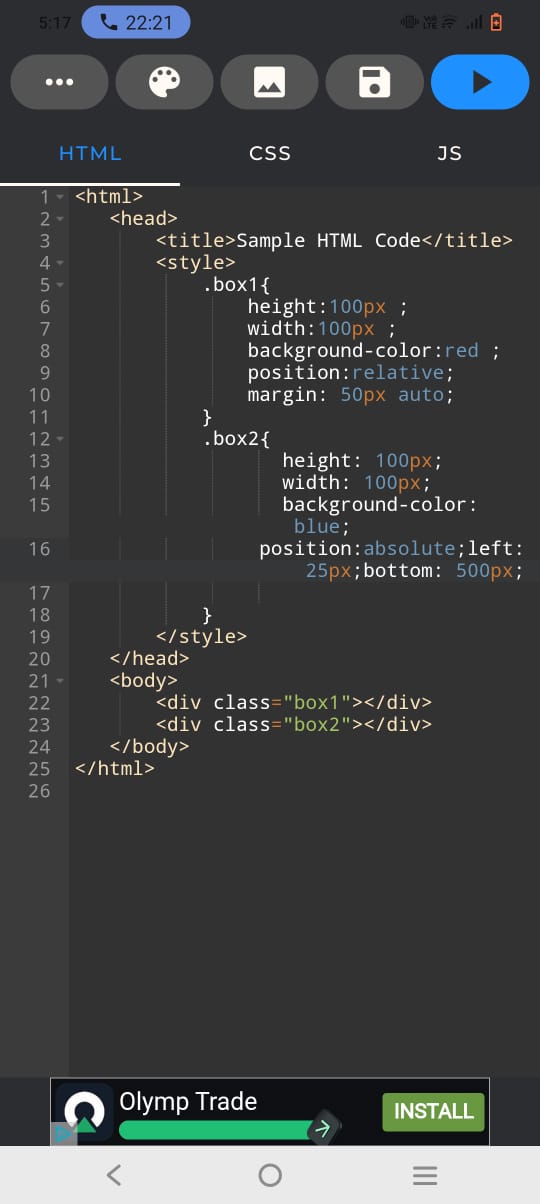 5:17 22:21 VoD LTE
HTML CSS JS
1 <html>
2 <head>
3 <title>Sample HTML Code</title>
4 <style>
5 .box1{
6 height:100px ;
7 width:100px ;
8 background-color:red ;
9 position:relative;
10 margin: 50px auto;
11 }
12 .box2{
13 height: 100px;
14 width: 100px;
15 background-color:
blue;
16 position:absolute;left:
25px;bottom: 500px;
17
18 }
19 </style>
20 </head>
21 <body>
22 <div class="box1"></div>
23 <div class="box2"></div>
24 </body>
25 </html>
26
Olymp Trade
INSTALL